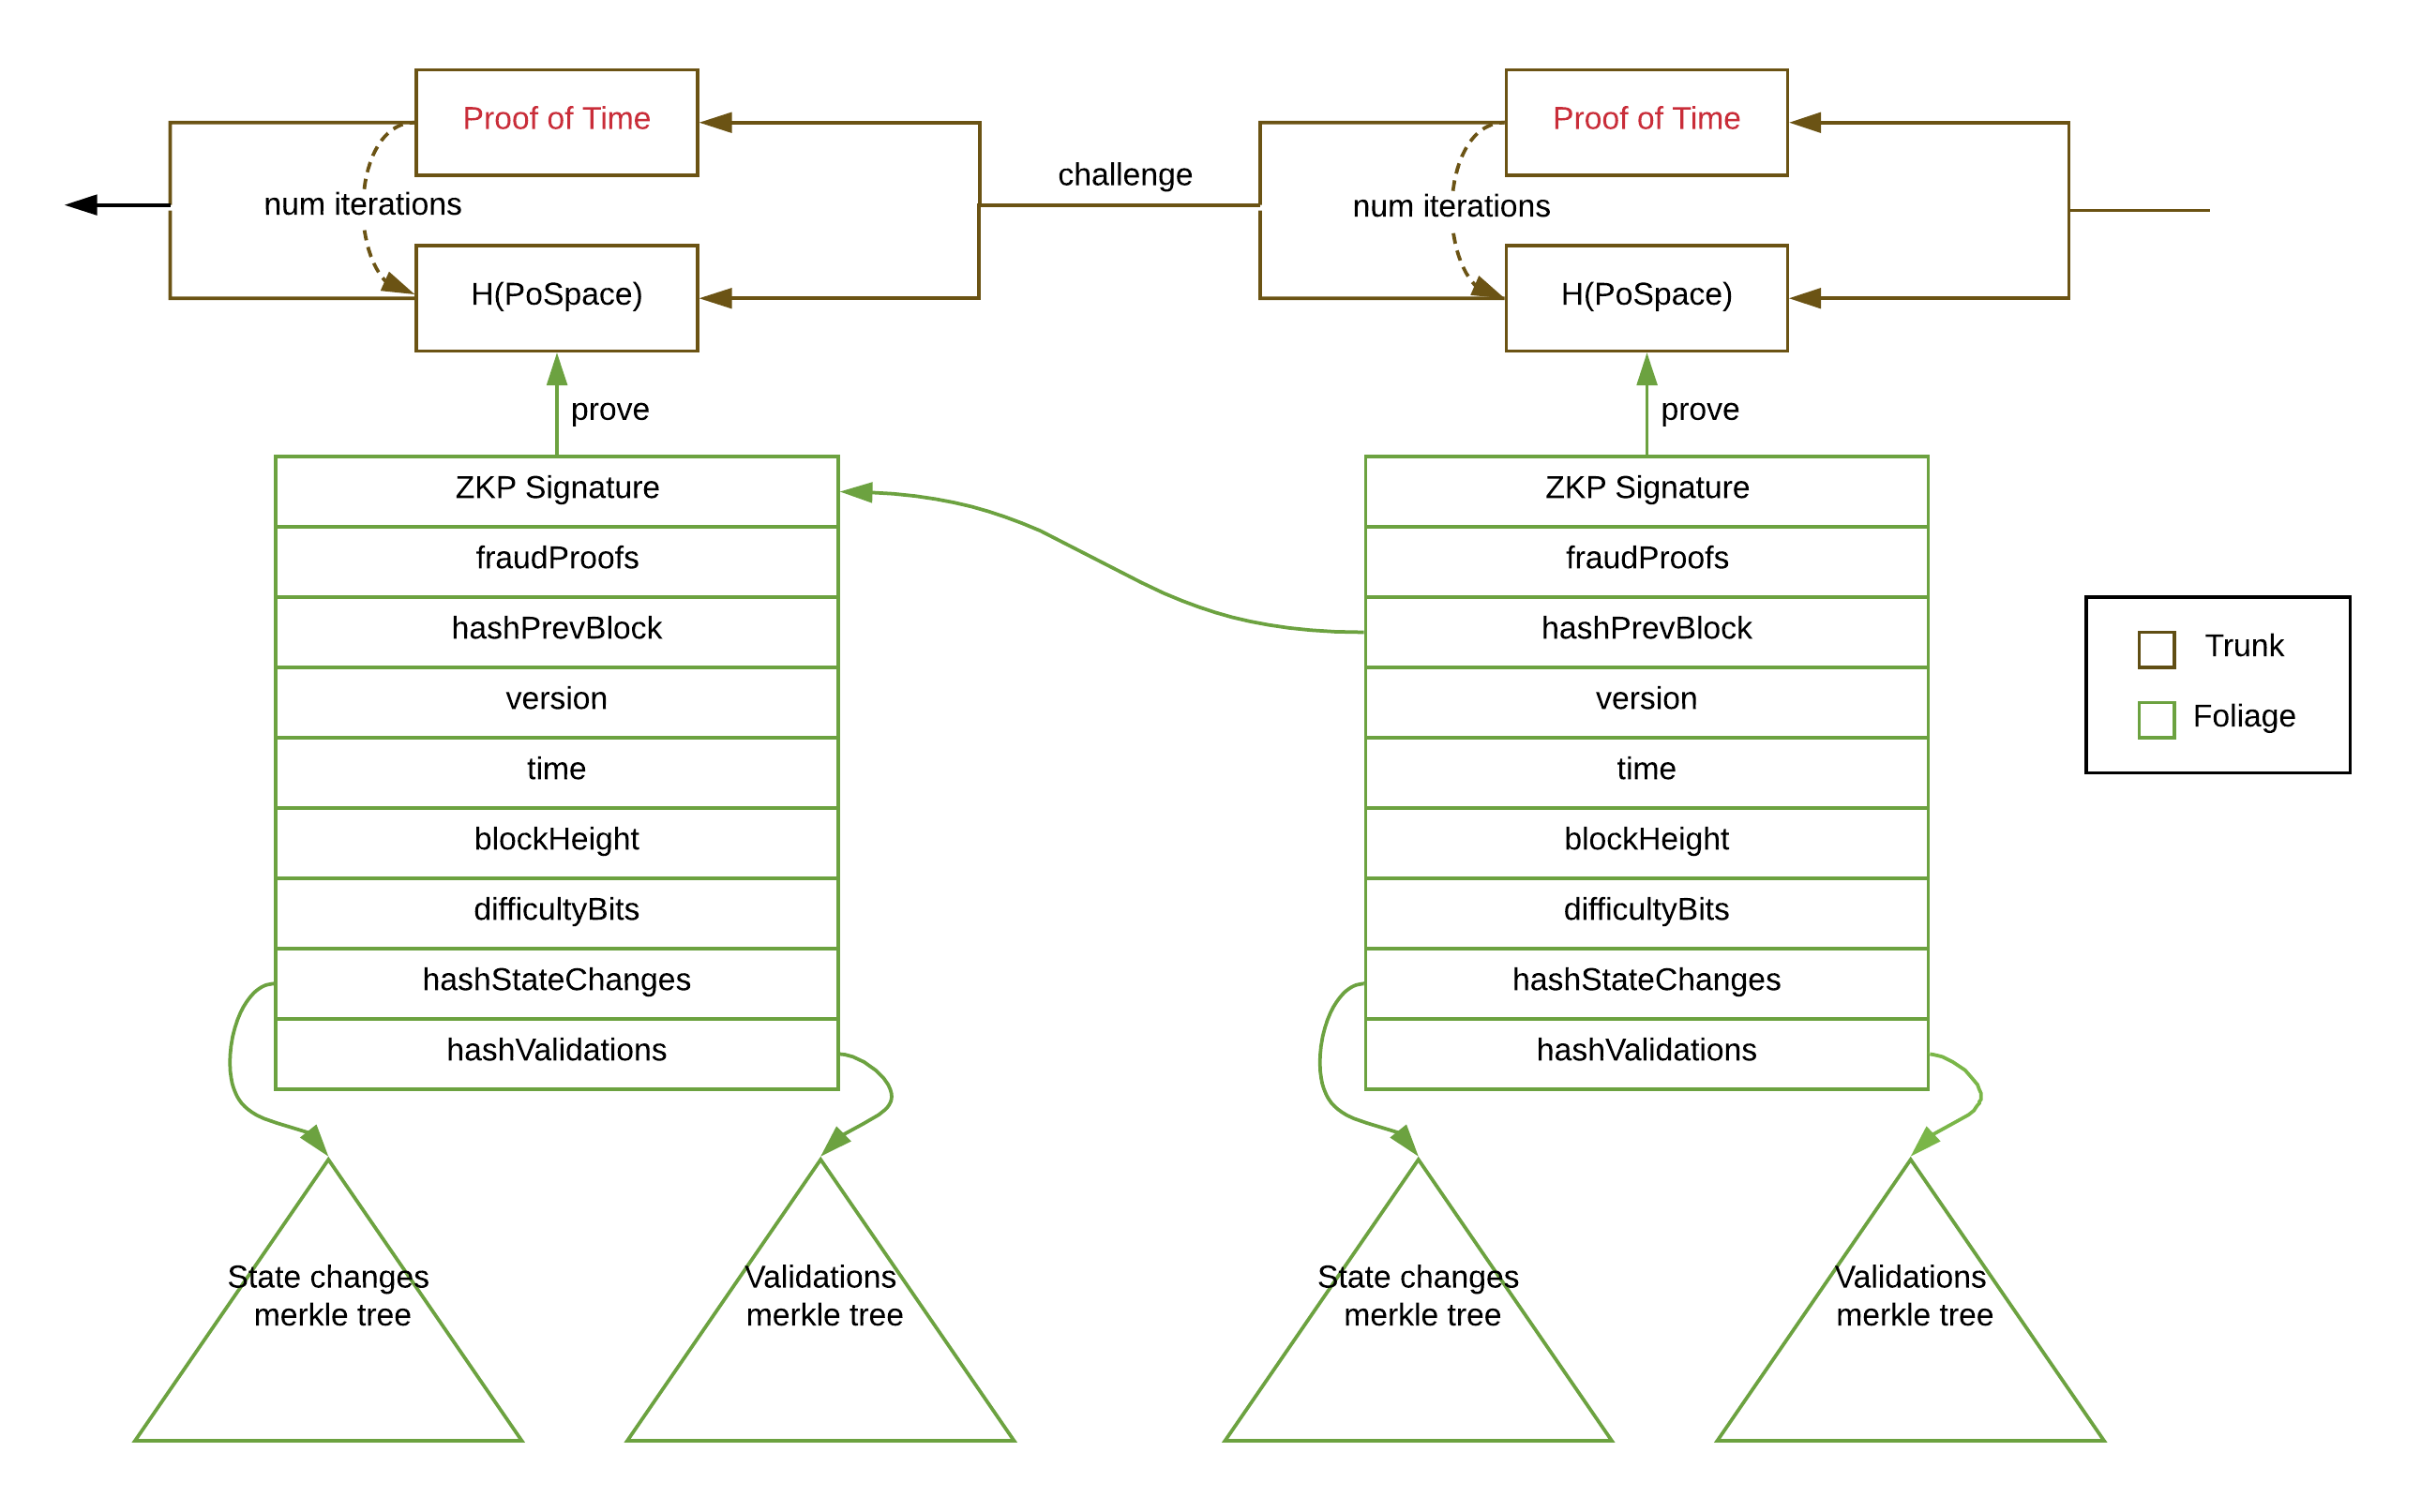 Proof of Time
num iterations
H(PoSpace)
prove
challenge
Proof of Time
num iterations
H(PoSpace)
prove
ZKP Signature
fraudProofs
hashPrevBlock
version
time
blockHeight
difficultyBits
hashStateChanges
hashValidations
State changes
merkle tree
Validations
merkle tree
ZKP Signature
fraudProofs
hashPrevBlock
version
time
blockHeight
difficultyBits
hashStateChanges
hashValidations
State changes
merkle tree
Validations
merkle tree
Trunk
Foliage